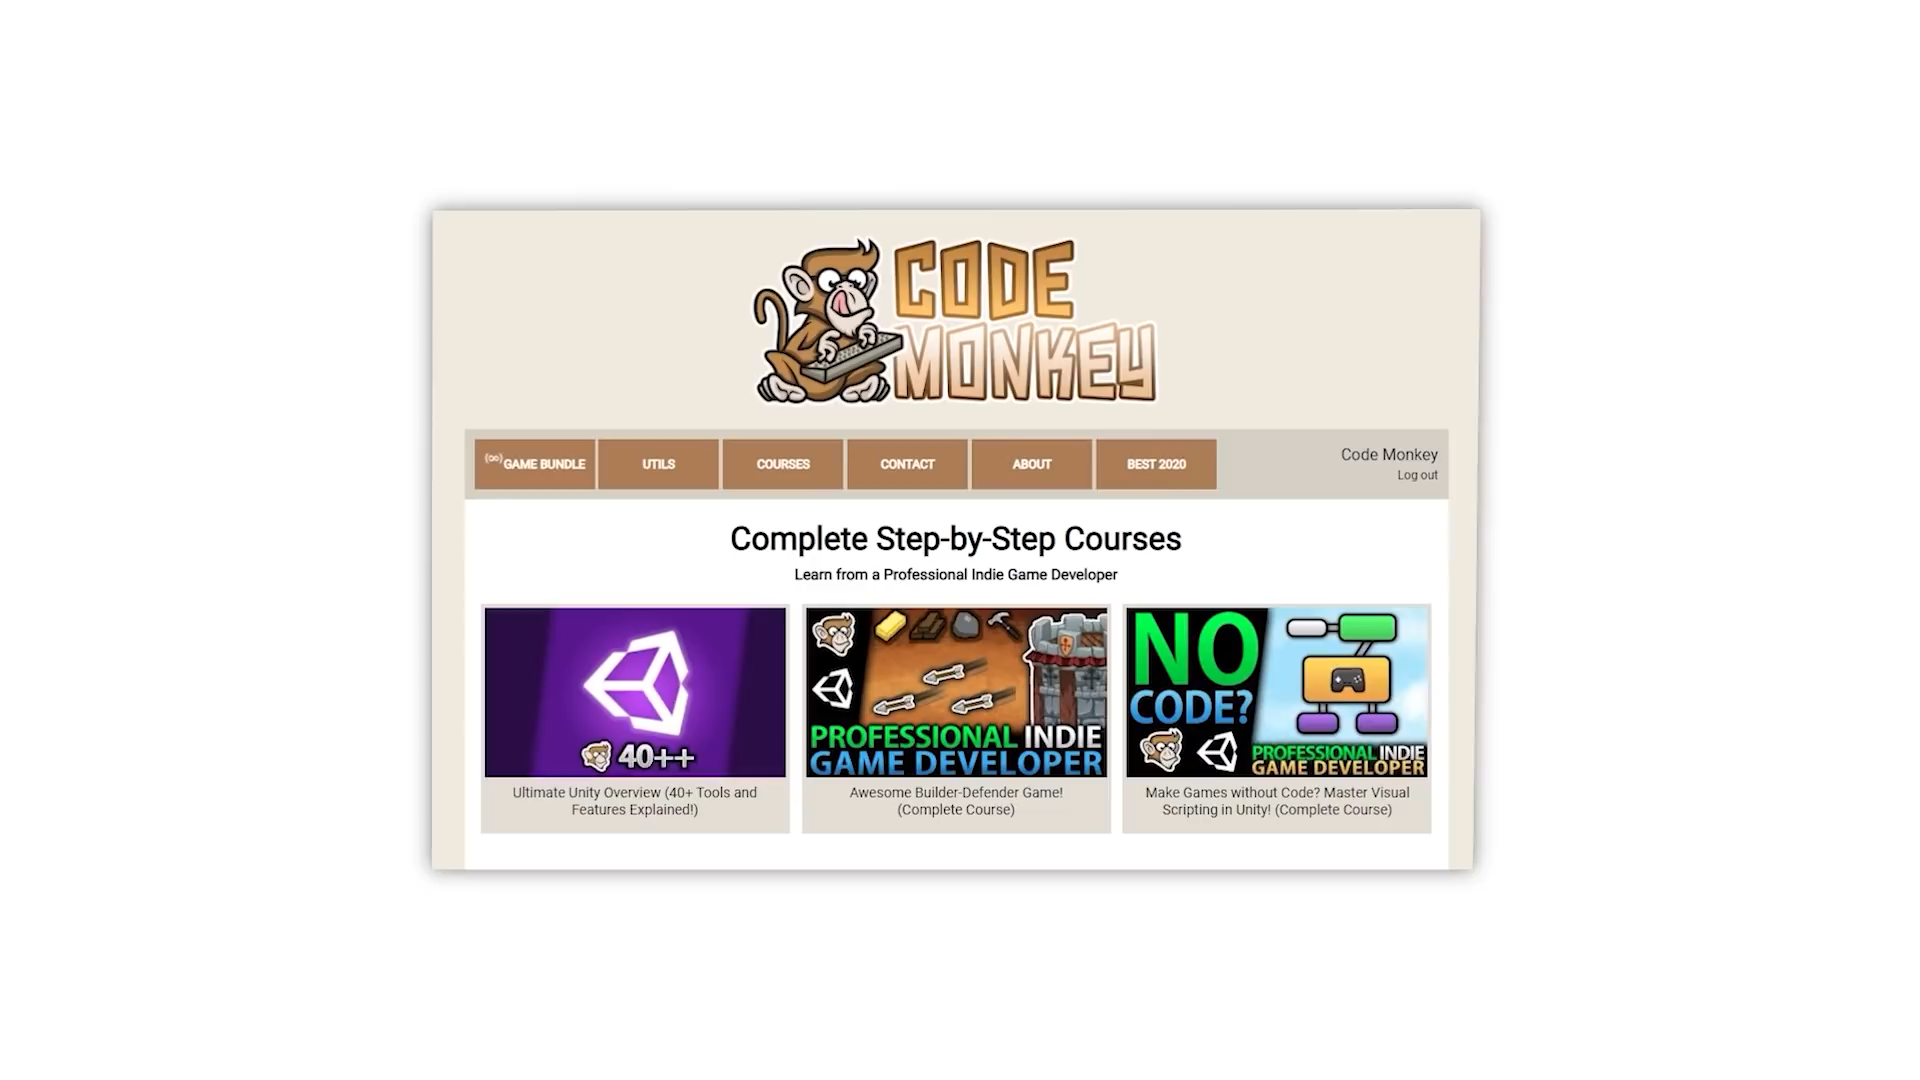 CODE
MONKEY
(∞) GAME BUNDLE
UTILS
COURSES
CONTACT
ABOUT
BEST 2020
Code Monkey
Log out
Complete Step-by-Step Courses
Learn from a Professional Indie Game Developer
40++
Ultimate Unity Overview (40+ Tools and
Features Explained!)
PROFESSIONAL INDIE
GAME DEVELOPER
Awesome Builder-Defender Game!
(Complete Course)
NO
CODE?
PROFESSIONAL INDIE
GAME DEVELOPER
Make Games without Code? Master Visual
Scripting in Unity! (Complete Course)